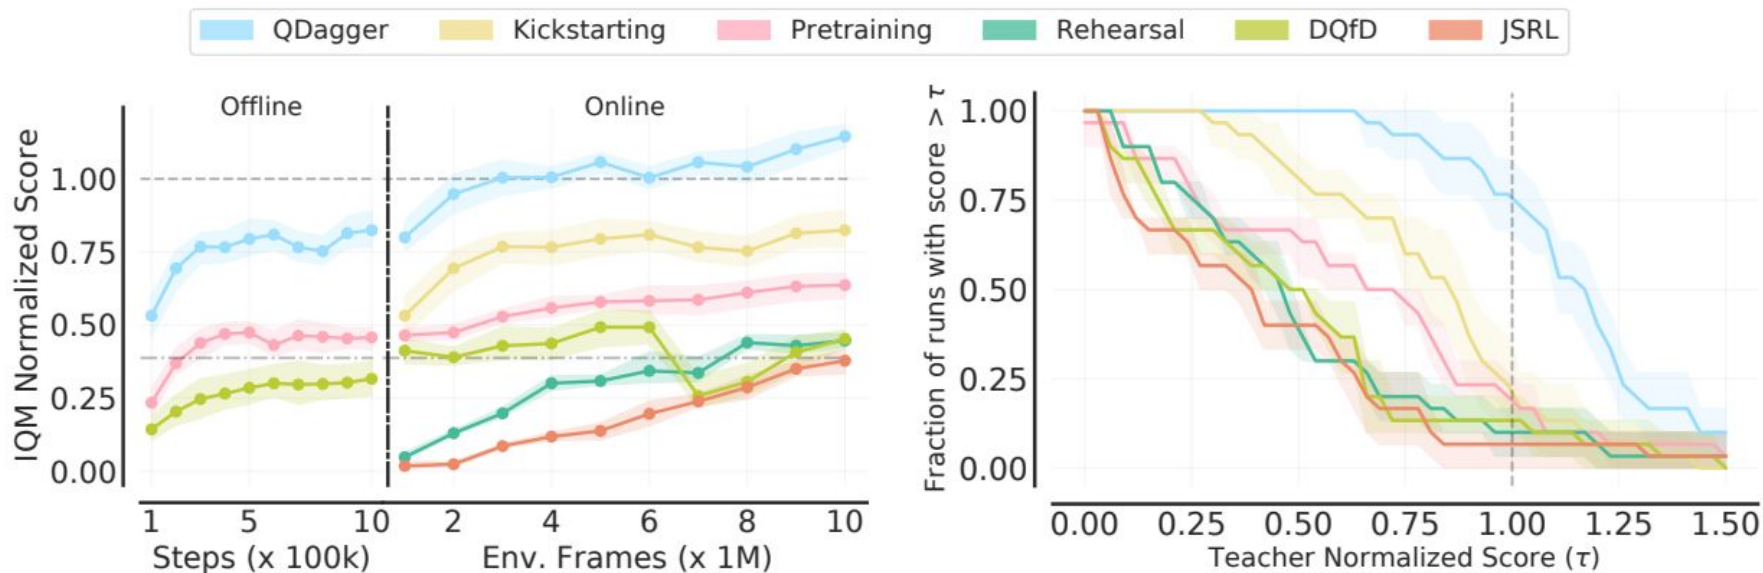 QDagger Kickstarting Pretraining Rehearsal DQfD JSRL
Offline Online
IQM Normalized Score
1.00
0.75
0.50
0.25
0.00
1 5 10 2 4 6 8 10
Steps (x 100k) Env. Frames (x 1M)
Fraction of runs with score > τ
1.00
0.75
0.50
0.25
0.00
0.00 0.25 0.50 0.75 1.00 1.25 1.50
Teacher Normalized Score (τ)